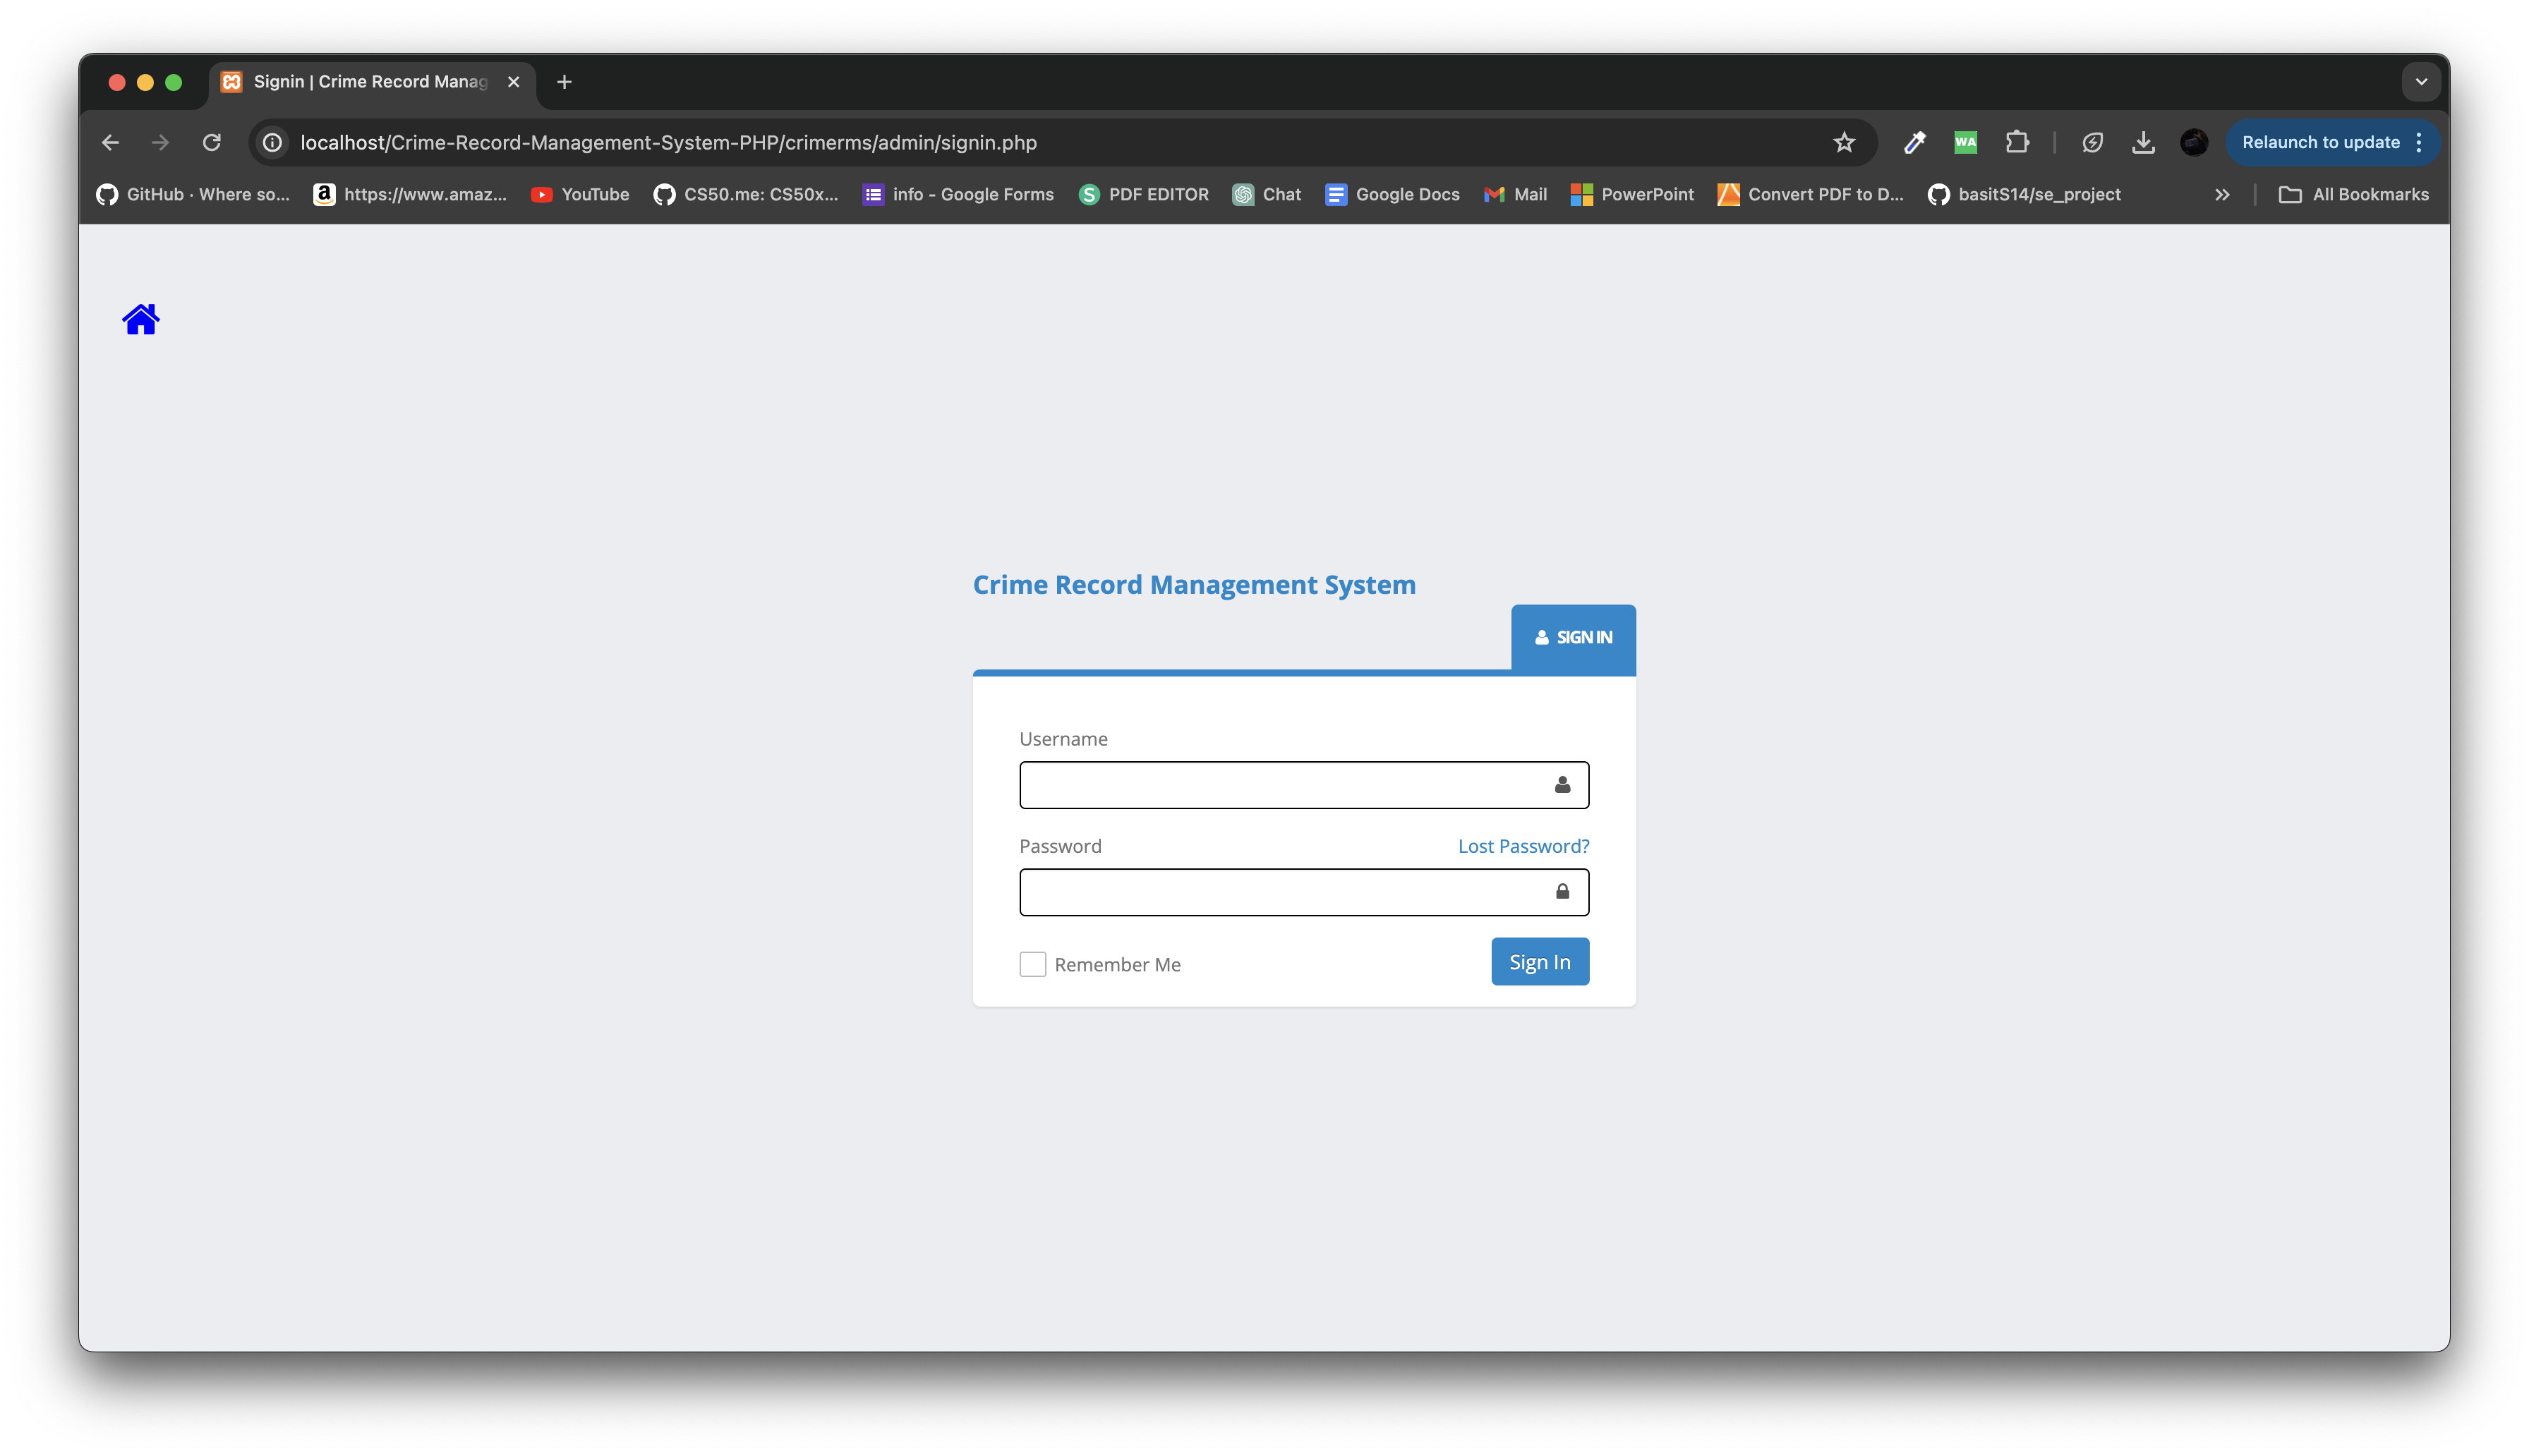 Signin | Crime Record Manag
localhost/Crime-Record-Management-System-PHP/crimerms/admin/signin.php
WA
Relaunch to update
GitHub · Where so...
a
https://www.amaz...
YouTube
CS50.me: CS50x...
info - Google Forms
S
PDF EDITOR
Chat
Google Docs
Mail
PowerPoint
Convert PDF to D...
basitS14/se_project
All Bookmarks
Crime Record Management System
SIGN IN
Username
Password
Lost Password?
Remember Me
Sign In